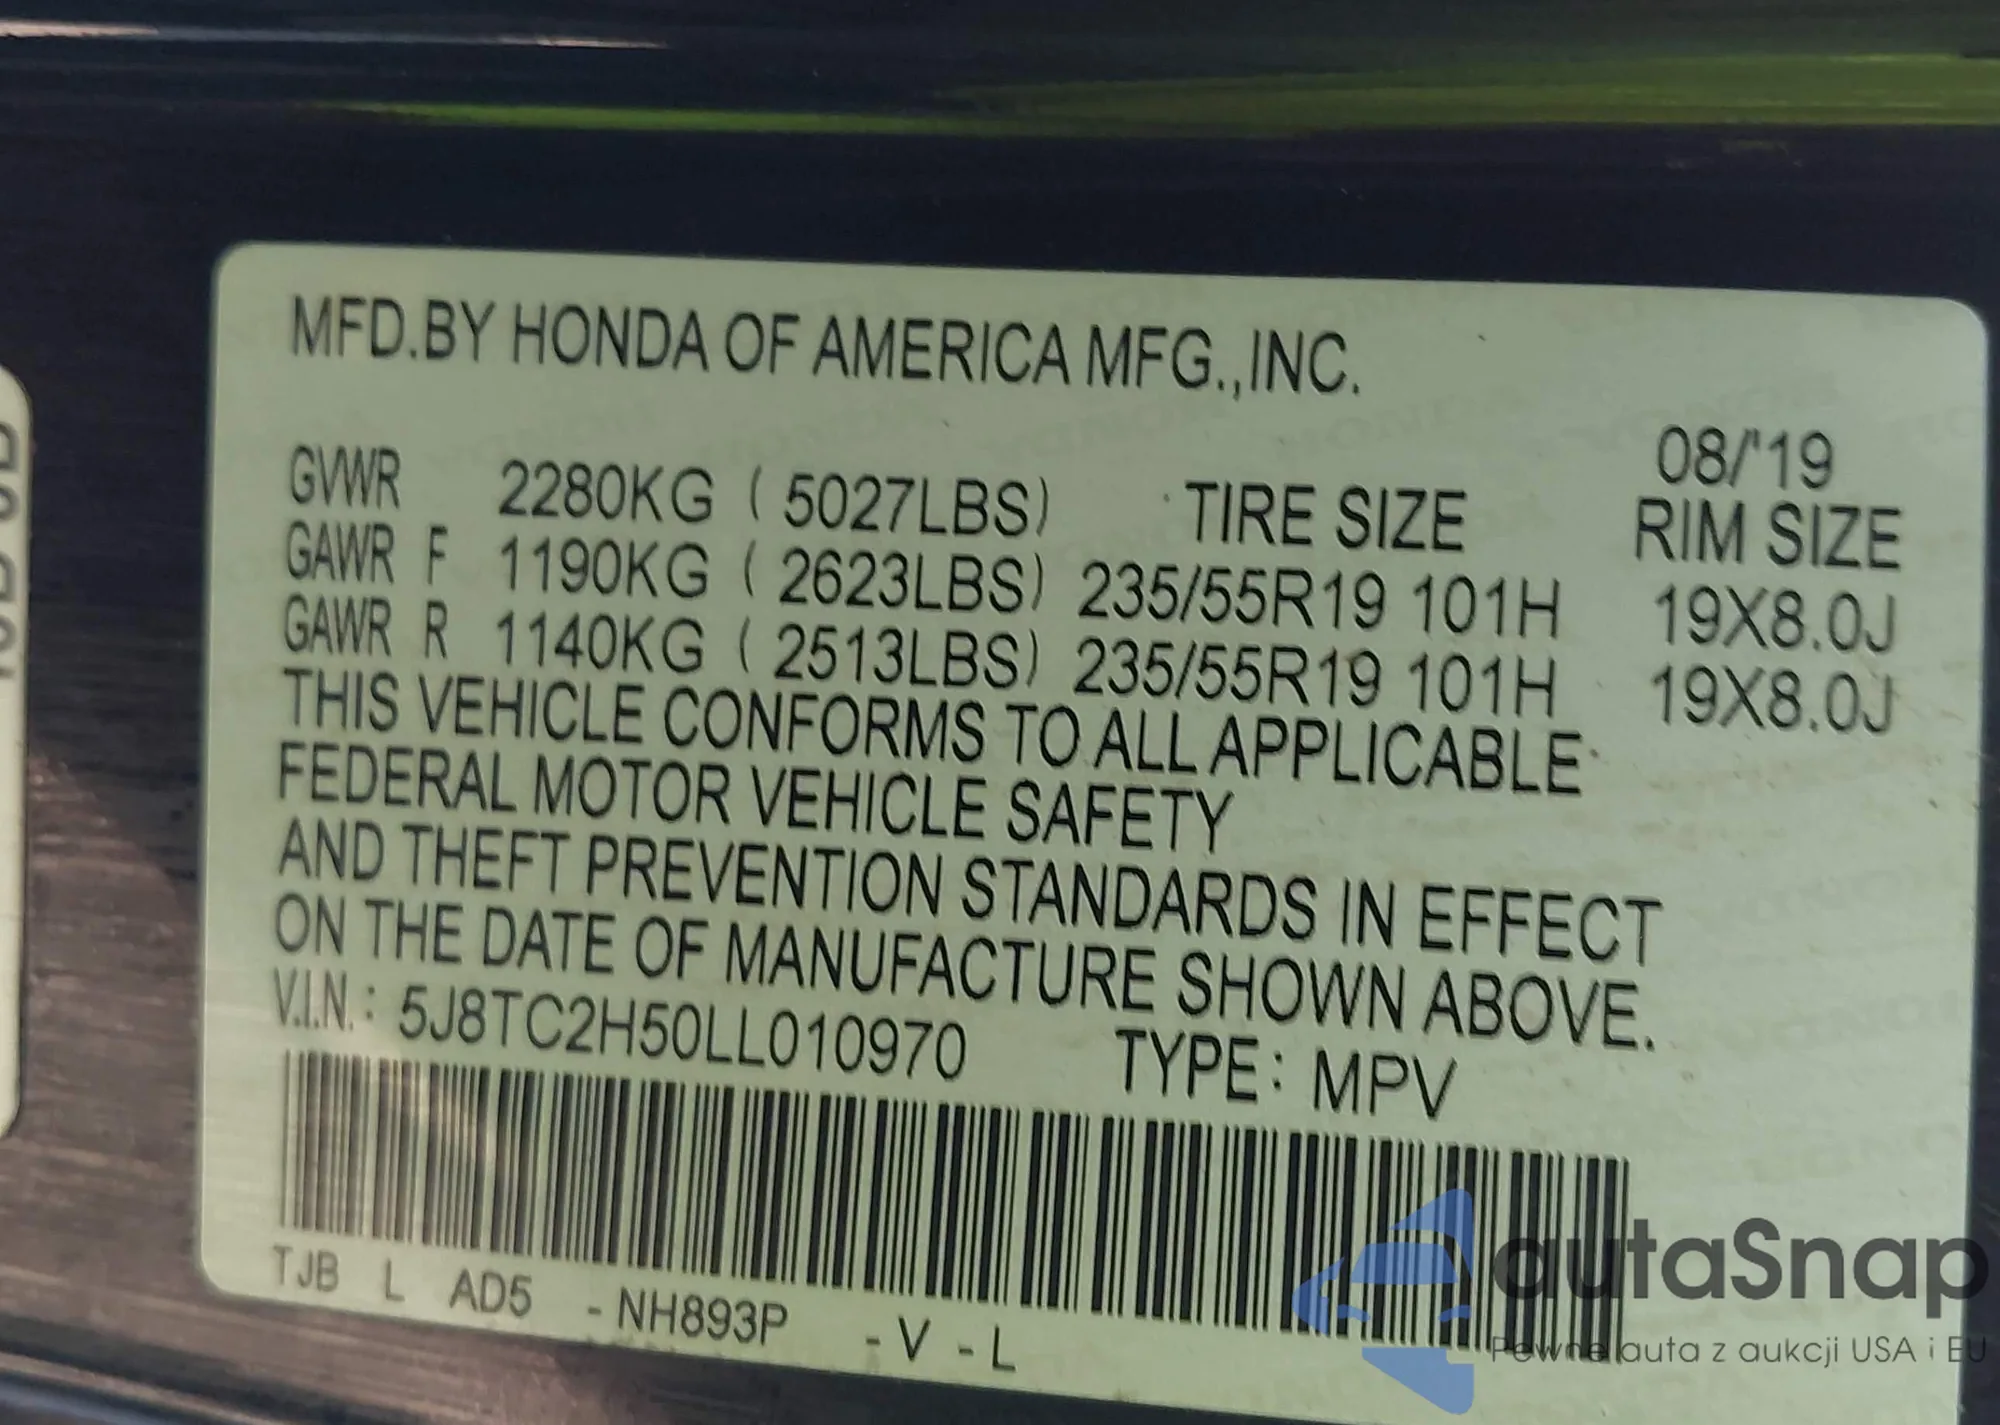 MFD.BY HONDA OF AMERICA MFG.,INC.
08/'19
GVWR 2280KG ( 5027LBS) TIRE SIZE RIM SIZE
GAWR F 1190KG ( 2623LBS) 235/55R19 101H 19X8.0J
GAWR R 1140KG ( 2513LBS) 235/55R19 101H 19X8.0J
THIS VEHICLE CONFORMS TO ALL APPLICABLE
FEDERAL MOTOR VEHICLE SAFETY
AND THEFT PREVENTION STANDARDS IN EFFECT
ON THE DATE OF MANUFACTURE SHOWN ABOVE.
V.I.N.: 5J8TC2H50LL010970 TYPE: MPV
TJB L AD5 - NH893P - V - L
autaSnap
Pewne auta z aukcji USA i EU